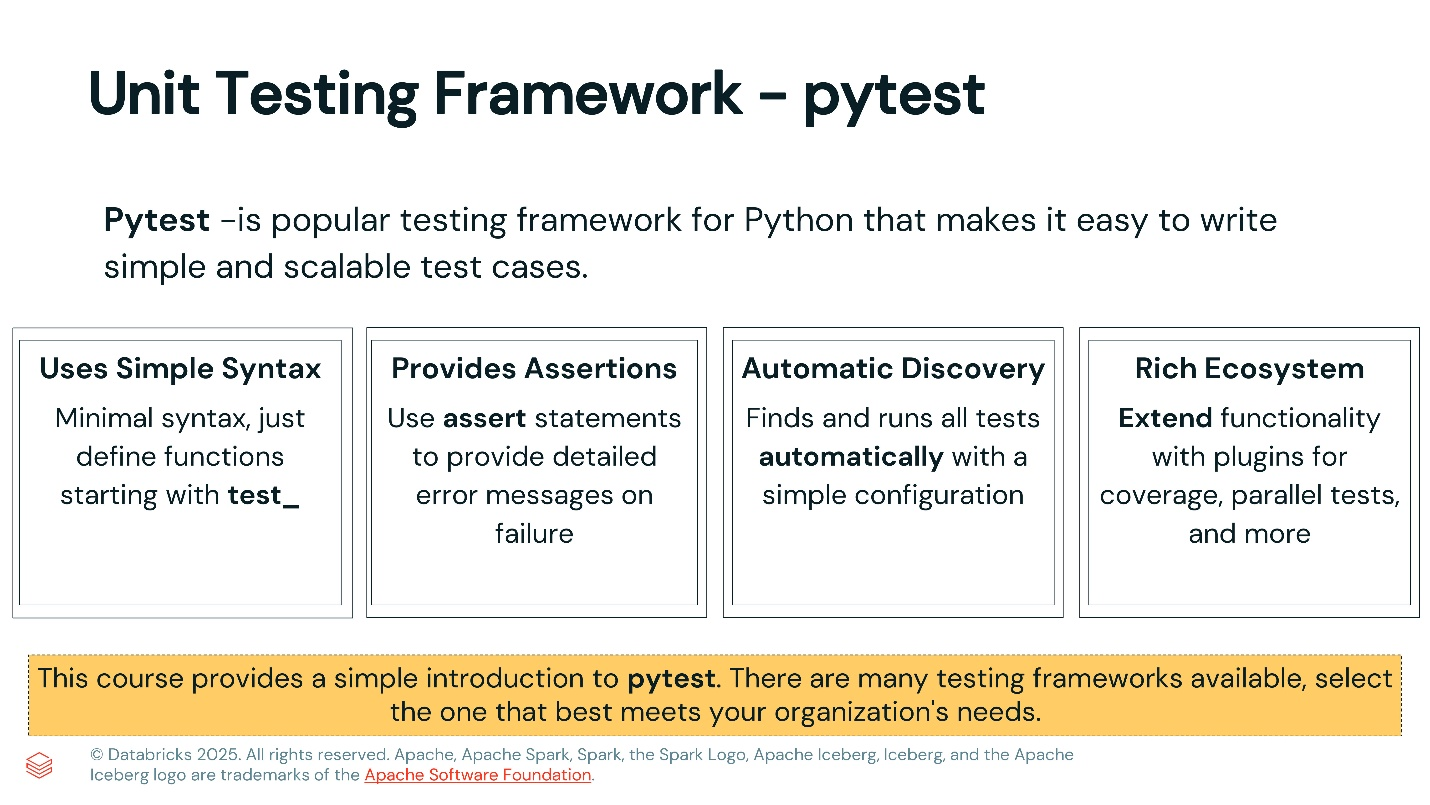 Unit Testing Framework - pytest
Pytest -is popular testing framework for Python that makes it easy to write
simple and scalable test cases.
Uses Simple Syntax
Minimal syntax, just
define functions
starting with test_
Provides Assertions
Use assert statements
to provide detailed
error messages on
failure
Automatic Discovery
Finds and runs all tests
automatically with a
simple configuration
Rich Ecosystem
Extend functionality
with plugins for
coverage, parallel tests,
and more
This course provides a simple introduction to pytest. There are many testing frameworks available, select
the one that best meets your organization's needs.
© Databricks 2025. All rights reserved. Apache, Apache Spark, Spark, the Spark Logo, Apache Iceberg, Iceberg, and the Apache
Iceberg logo are trademarks of the Apache Software Foundation.